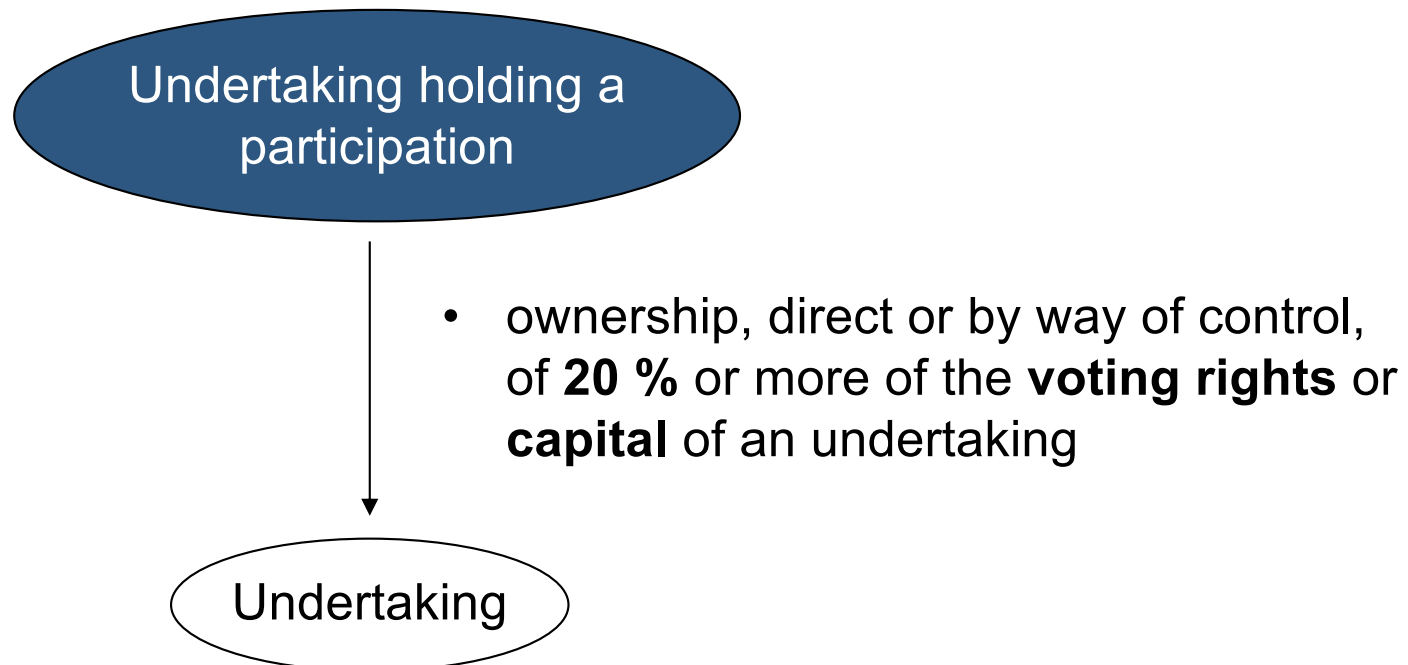 Undertaking holding a
participation
• ownership, direct or by way of control,
of 20 % or more of the voting rights or
capital of an undertaking
Undertaking